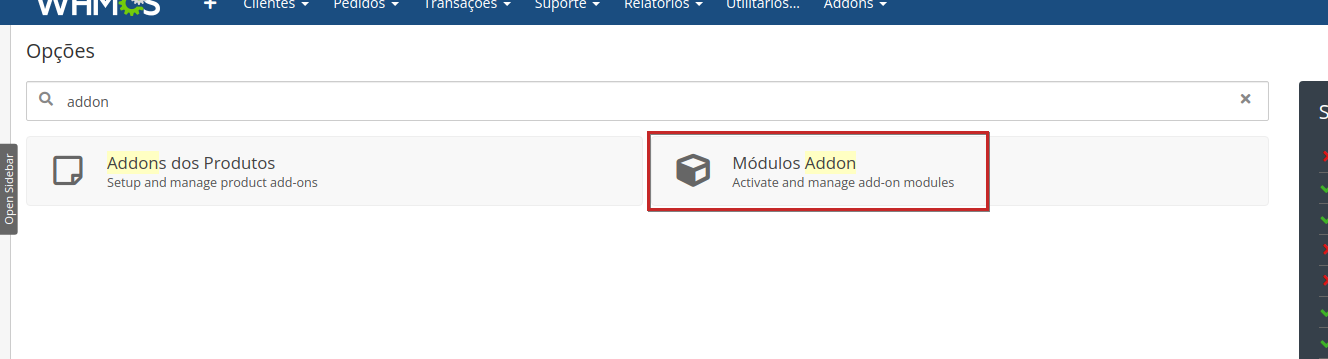 WHMCS
+ Clientes Pedidos Transações Suporte Relatórios Utilitários... Addons
Opções
addon
Addons dos Produtos
Setup and manage product add-ons
Módulos Addon
Activate and manage add-on modules
Open Sidebar
S